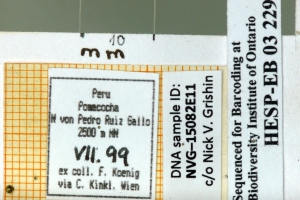 10
mm
Peru
Pomacocha
N von Pedro Ruiz Gallo
2500 m NN
VII. 99
ex coll. F. Koenig
via C. Kinkl. Wien
DNA sample ID:
NVG-15082E11
c/o Nick V. Grishin
Sequenced for Barcoding at
Biodiversity Institute of Ontario
HESP-EB 03 229